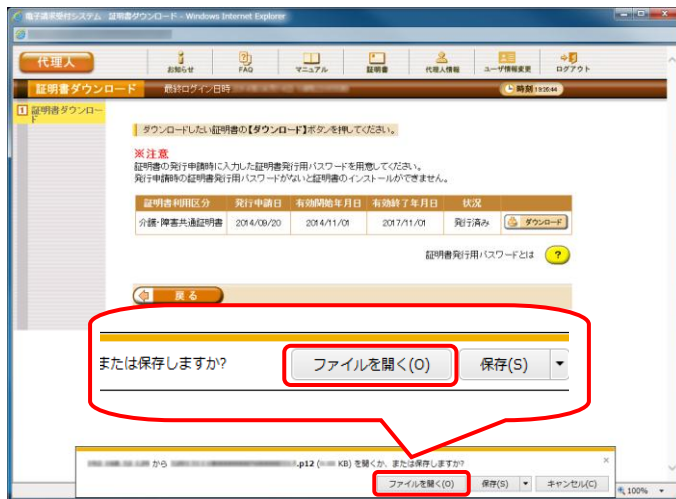 電子請求受付システム 証明書ダウンロード - Windows Internet Explorer
代理人
お知らせ
FAQ
マニュアル
証明書
代理人情報
ユーザ情報変更
ログアウト
証明書ダウンロード
最終ログイン日時
時刻 19:26:44
1 証明書ダウンロー
ド
ダウンロードしたい証明書の【ダウンロード】ボタンを押してください。
※注意
証明書の発行申請時に入力した証明書発行用パスワードを用意してください。
発行申請時の証明書発行用パスワードがないと証明書のインストールができません。
証明書利用区分 発行申請日 有効開始年月日 有効終了年月日 状況
介護・障害共通証明書 2014/09/20 2014/11/01 2017/11/01 発行済み ダウンロード
証明書発行用パスワードとは ?
戻る
または保存しますか? ファイルを開く(O) 保存(S)
から .p12 ( KB) を開くか、または保存しますか? ×
ファイルを開く(O) 保存(S) キャンセル(C)
100%